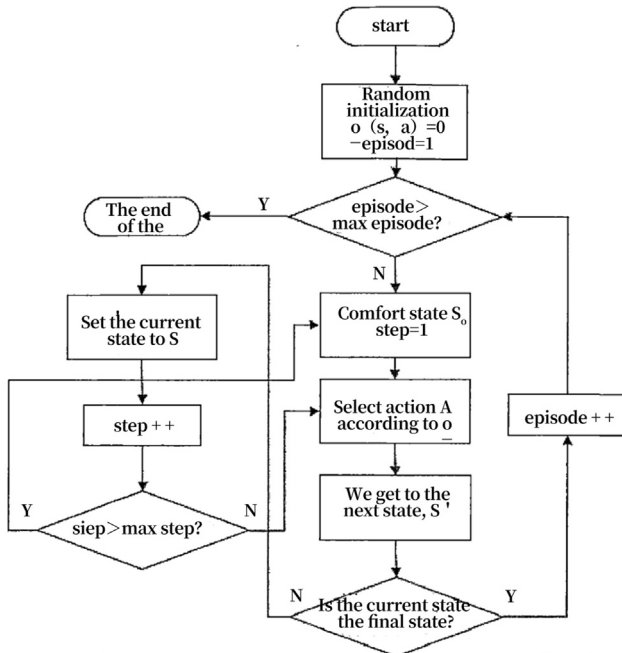 start
Random
initialization
o (s, a) =0
−episod=1
episode>
max episode?
Y
The end
of the
N
Comfort state S₀
step=1
Set the current
state to S
Select action A
according to o
episode ++
step ++
We get to the
next state, S '
siep>max step?
Y
N
Is the current state
the final state?
N
Y